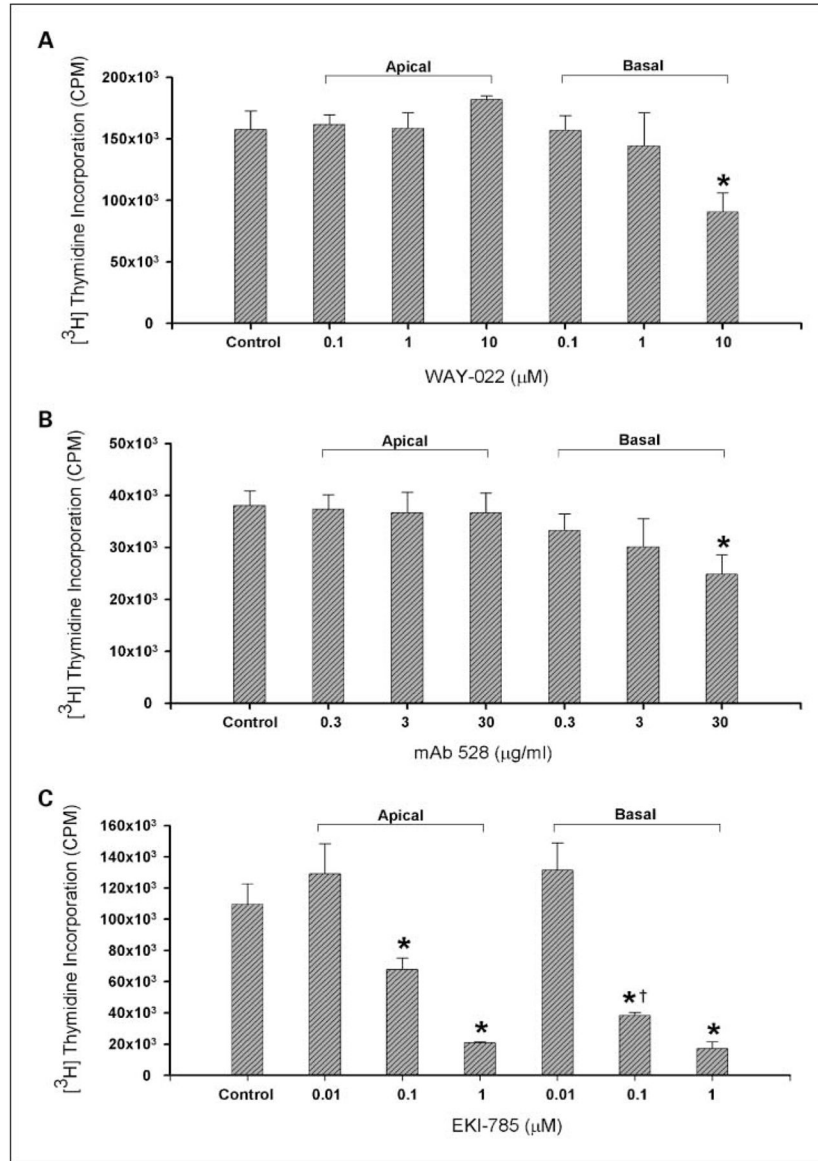 A
Apical Basal
200x10³
150x10³
100x10³
50x10³
0
[³H] Thymidine Incorporation (CPM)
*
Control 0.1 1 10 0.1 1 10
WAY-022 (µM)
B
Apical Basal
50x10³
40x10³
30x10³
20x10³
10x10³
0
[³H] Thymidine Incorporation (CPM)
*
Control 0.3 3 30 0.3 3 30
mAb 528 (µg/ml)
C
Apical Basal
160x10³
140x10³
120x10³
100x10³
80x10³
60x10³
40x10³
20x10³
0
[³H] Thymidine Incorporation (CPM)
* * *† *
Control 0.01 0.1 1 0.01 0.1 1
EKI-785 (µM)